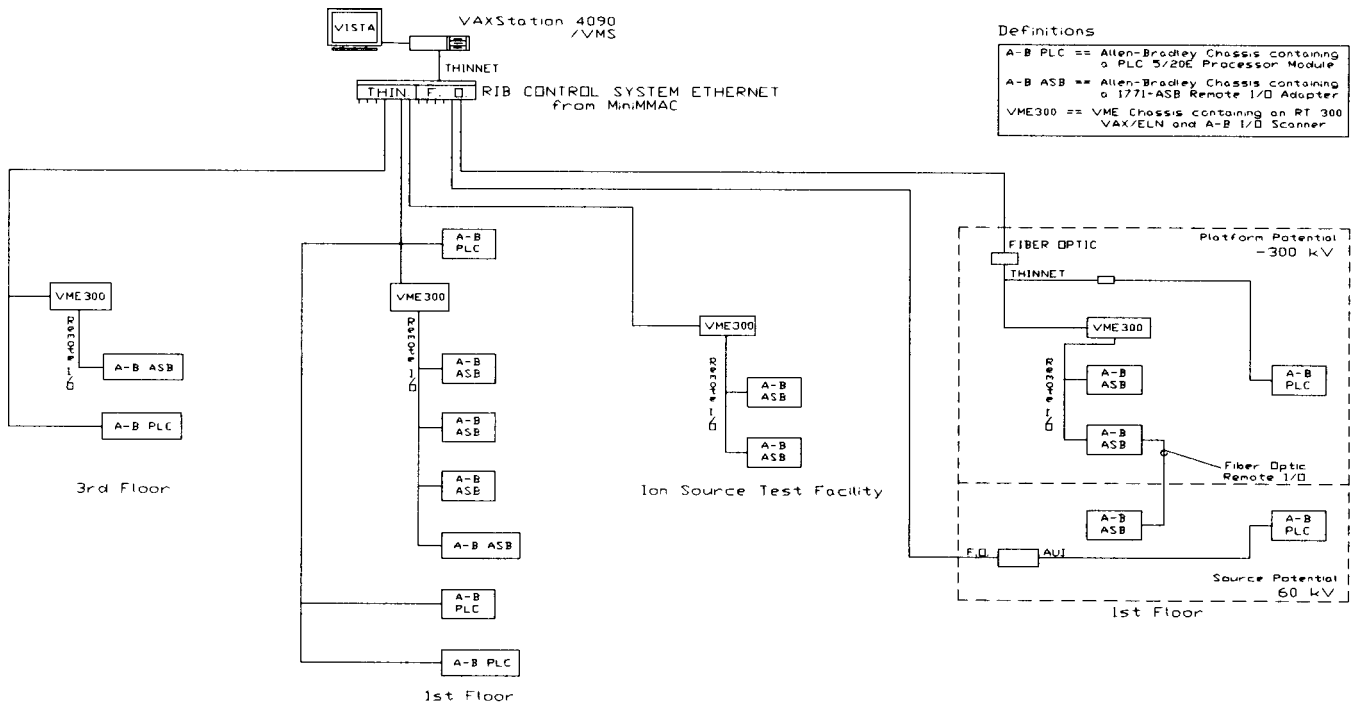 VISTA
VAXStation 4090
/VMS
THINNET
THIN. F. O.
RIB CONTROL SYSTEM ETHERNET
from MiniMMAC
Definitions
A-B PLC == Allen-Bradley Chassis containing
a PLC 5/20E Processor Module
A-B ASB == Allen-Bradley Chassis containing
a 1771-ASB Remote I/O Adapter
VME300 == VME Chassis containing an RT 300
VAX/ELN and A-B I/O Scanner
VME300
Remote I/O
A-B ASB
A-B PLC
3rd Floor
A-B
PLC
VME300
Remote I/O
A-B
ASB
A-B
ASB
A-B
ASB
A-B ASB
A-B
PLC
A-B PLC
1st Floor
VME300
Remote I/O
A-B
ASB
A-B
ASB
Ion Source Test Facility
Platform Potential
-300 kV
FIBER OPTIC
THINNET
VME300
Remote I/O
A-B
ASB
A-B
PLC
A-B
ASB
Fiber Optic
Remote I/O
A-B
ASB
A-B
PLC
F.O.
AUI
Source Potential
60 kV
1st Floor